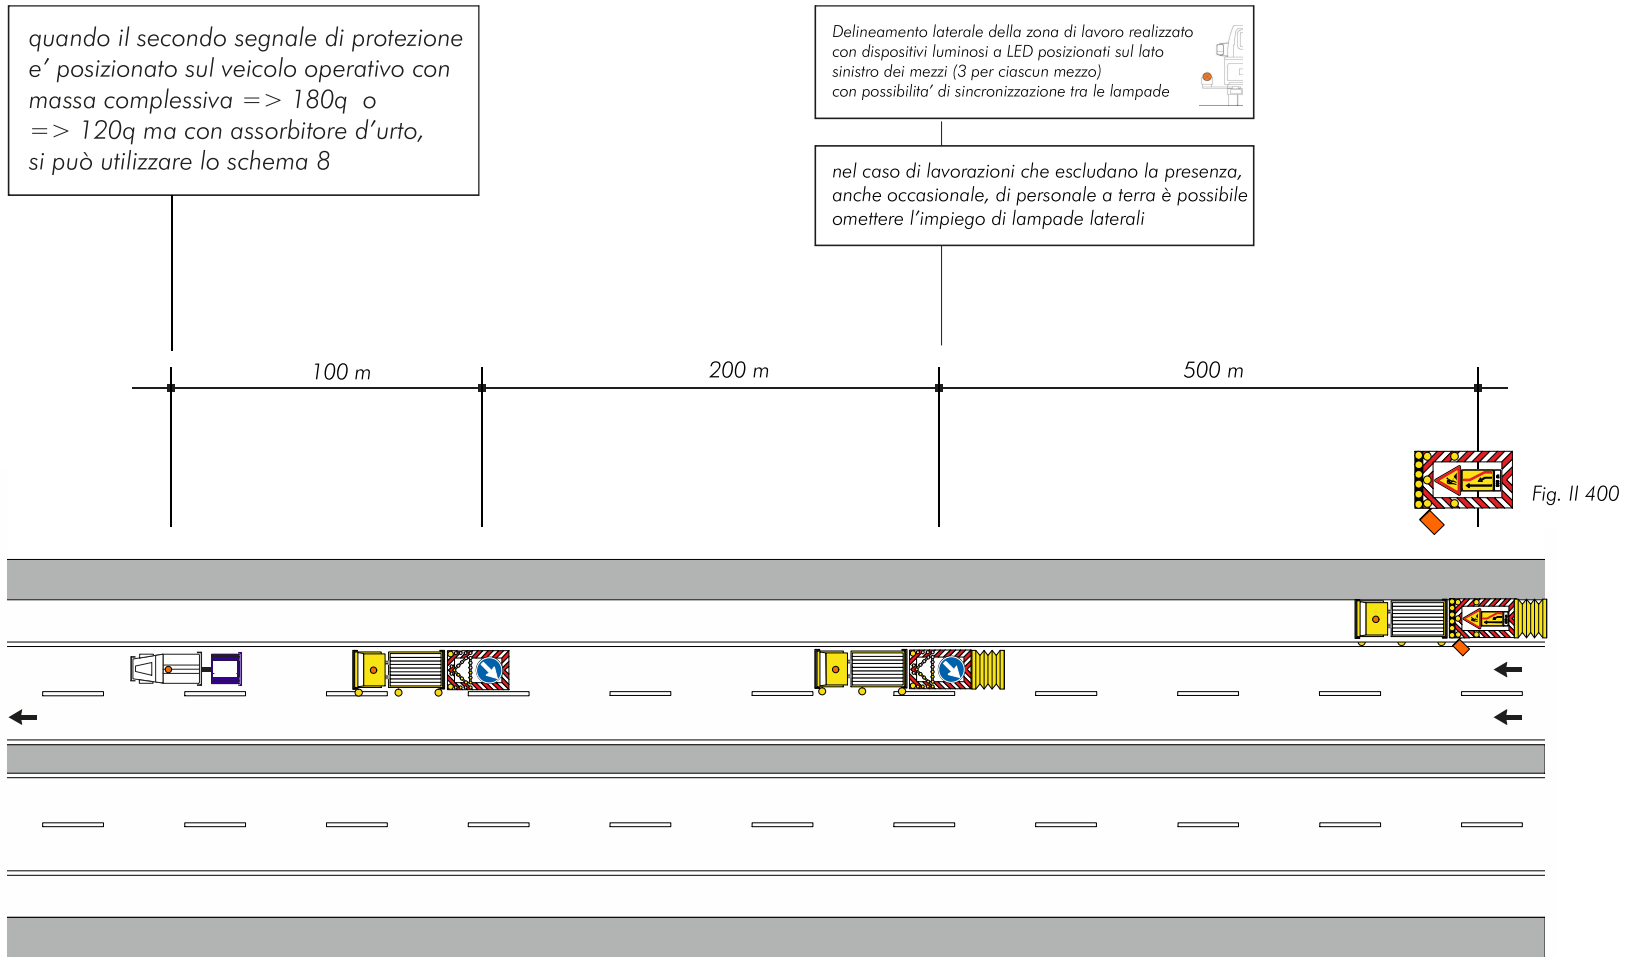 quando il secondo segnale di protezione
e' posizionato sul veicolo operativo con
massa complessiva => 180q o
=> 120q ma con assorbitore d'urto,
si può utilizzare lo schema 8
Delineamento laterale della zona di lavoro realizzato
con dispositivi luminosi a LED posizionati sul lato
sinistro dei mezzi (3 per ciascun mezzo)
con possibilita' di sincronizzazione tra le lampade
nel caso di lavorazioni che escludano la presenza,
anche occasionale, di personale a terra è possibile
omettere l'impiego di lampade laterali
100 m
200 m
500 m
Fig. II 400